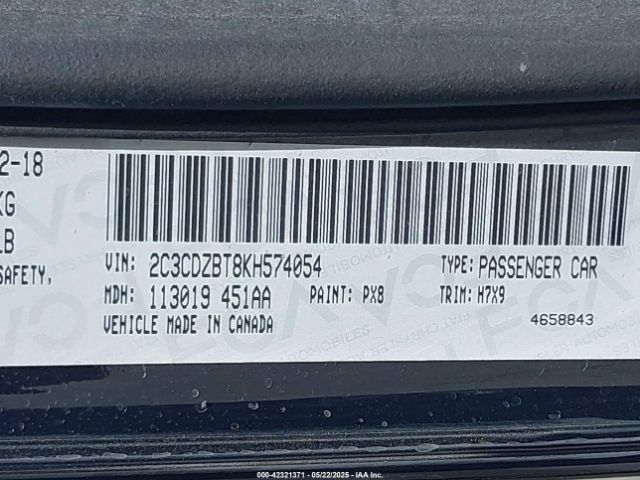 2-18
KG
LB
SAFETY,
VIN: 2C3CDZBT8KH574054
TYPE: PASSENGER CAR
MDH: 113019 451AA
PAINT: PX8
TRIM: H7X9
VEHICLE MADE IN CANADA
4658843
000-42321371 - 05/22/2025 - IAA Inc.